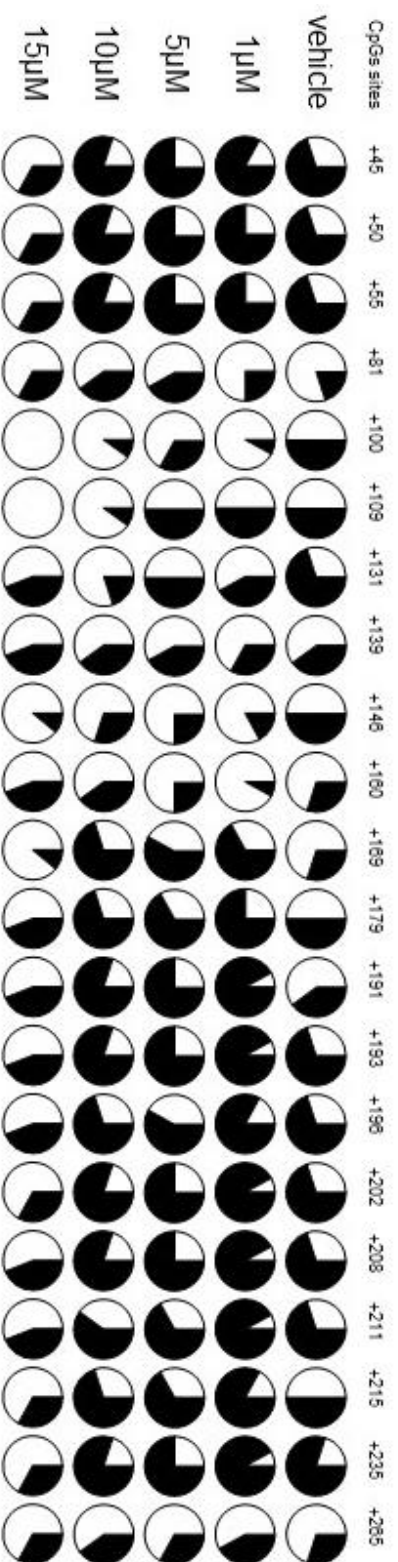 CpGs sites +45 +50 +55 +81 +100 +109 +131 +139 +146 +160 +169 +179 +191 +193 +196 +202 +208 +211 +215 +235 +265
vehicle
1µM
5µM
10µM
15µM